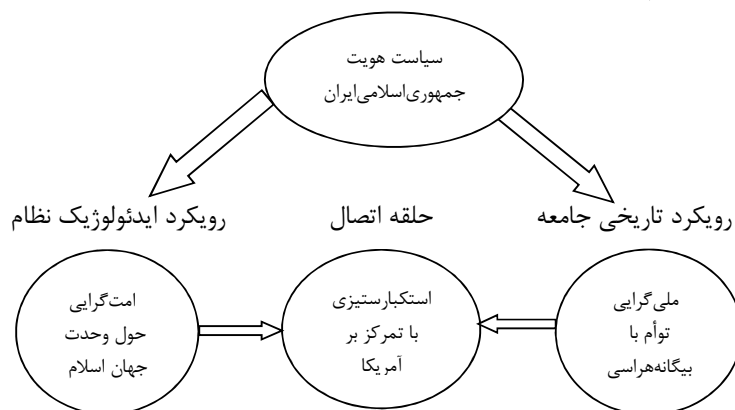 سیاست هویت
جمهوری‌اسلامی‌ایران
رویکرد تاریخی جامعه
حلقه اتصال
رویکرد ایدئولوژیک نظام
ملی‌گرایی
توأم با
بیگانه‌هراسی
استکبارستیزی
با تمرکز بر
آمریکا
امت‌گرایی
حول وحدت
جهان اسلام